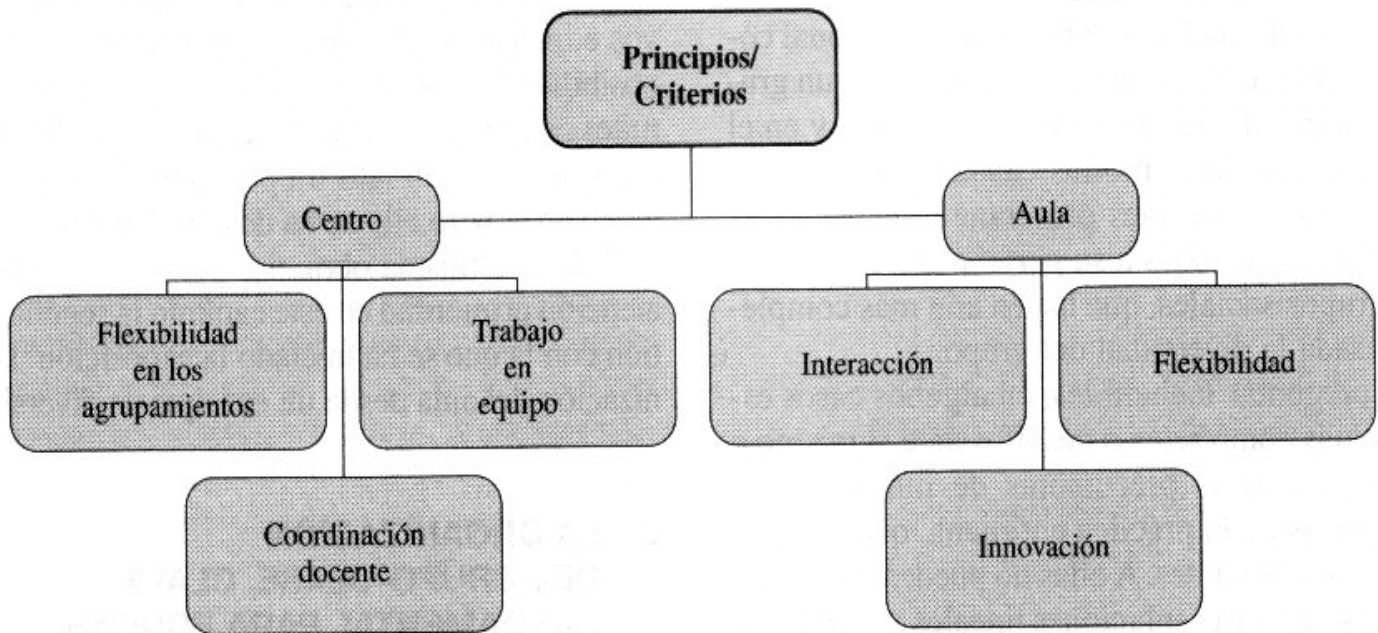 Principios/
Criterios
Centro
Aula
Flexibilidad
en los
agrupamientos
Trabajo
en
equipo
Interacción
Flexibilidad
Coordinación
docente
Innovación